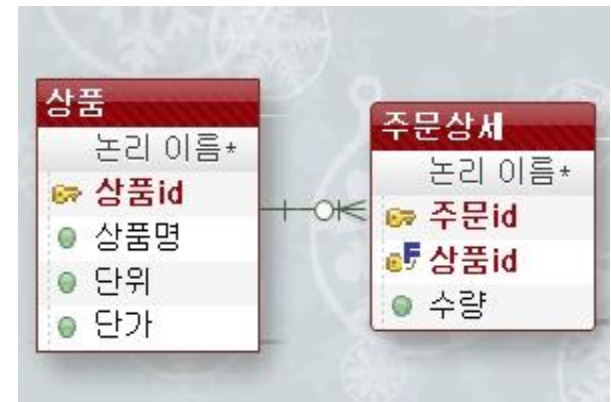 상품
논리 이름*
상품id
상품명
단위
단가
주문상세
논리 이름*
주문id
상품id
수량